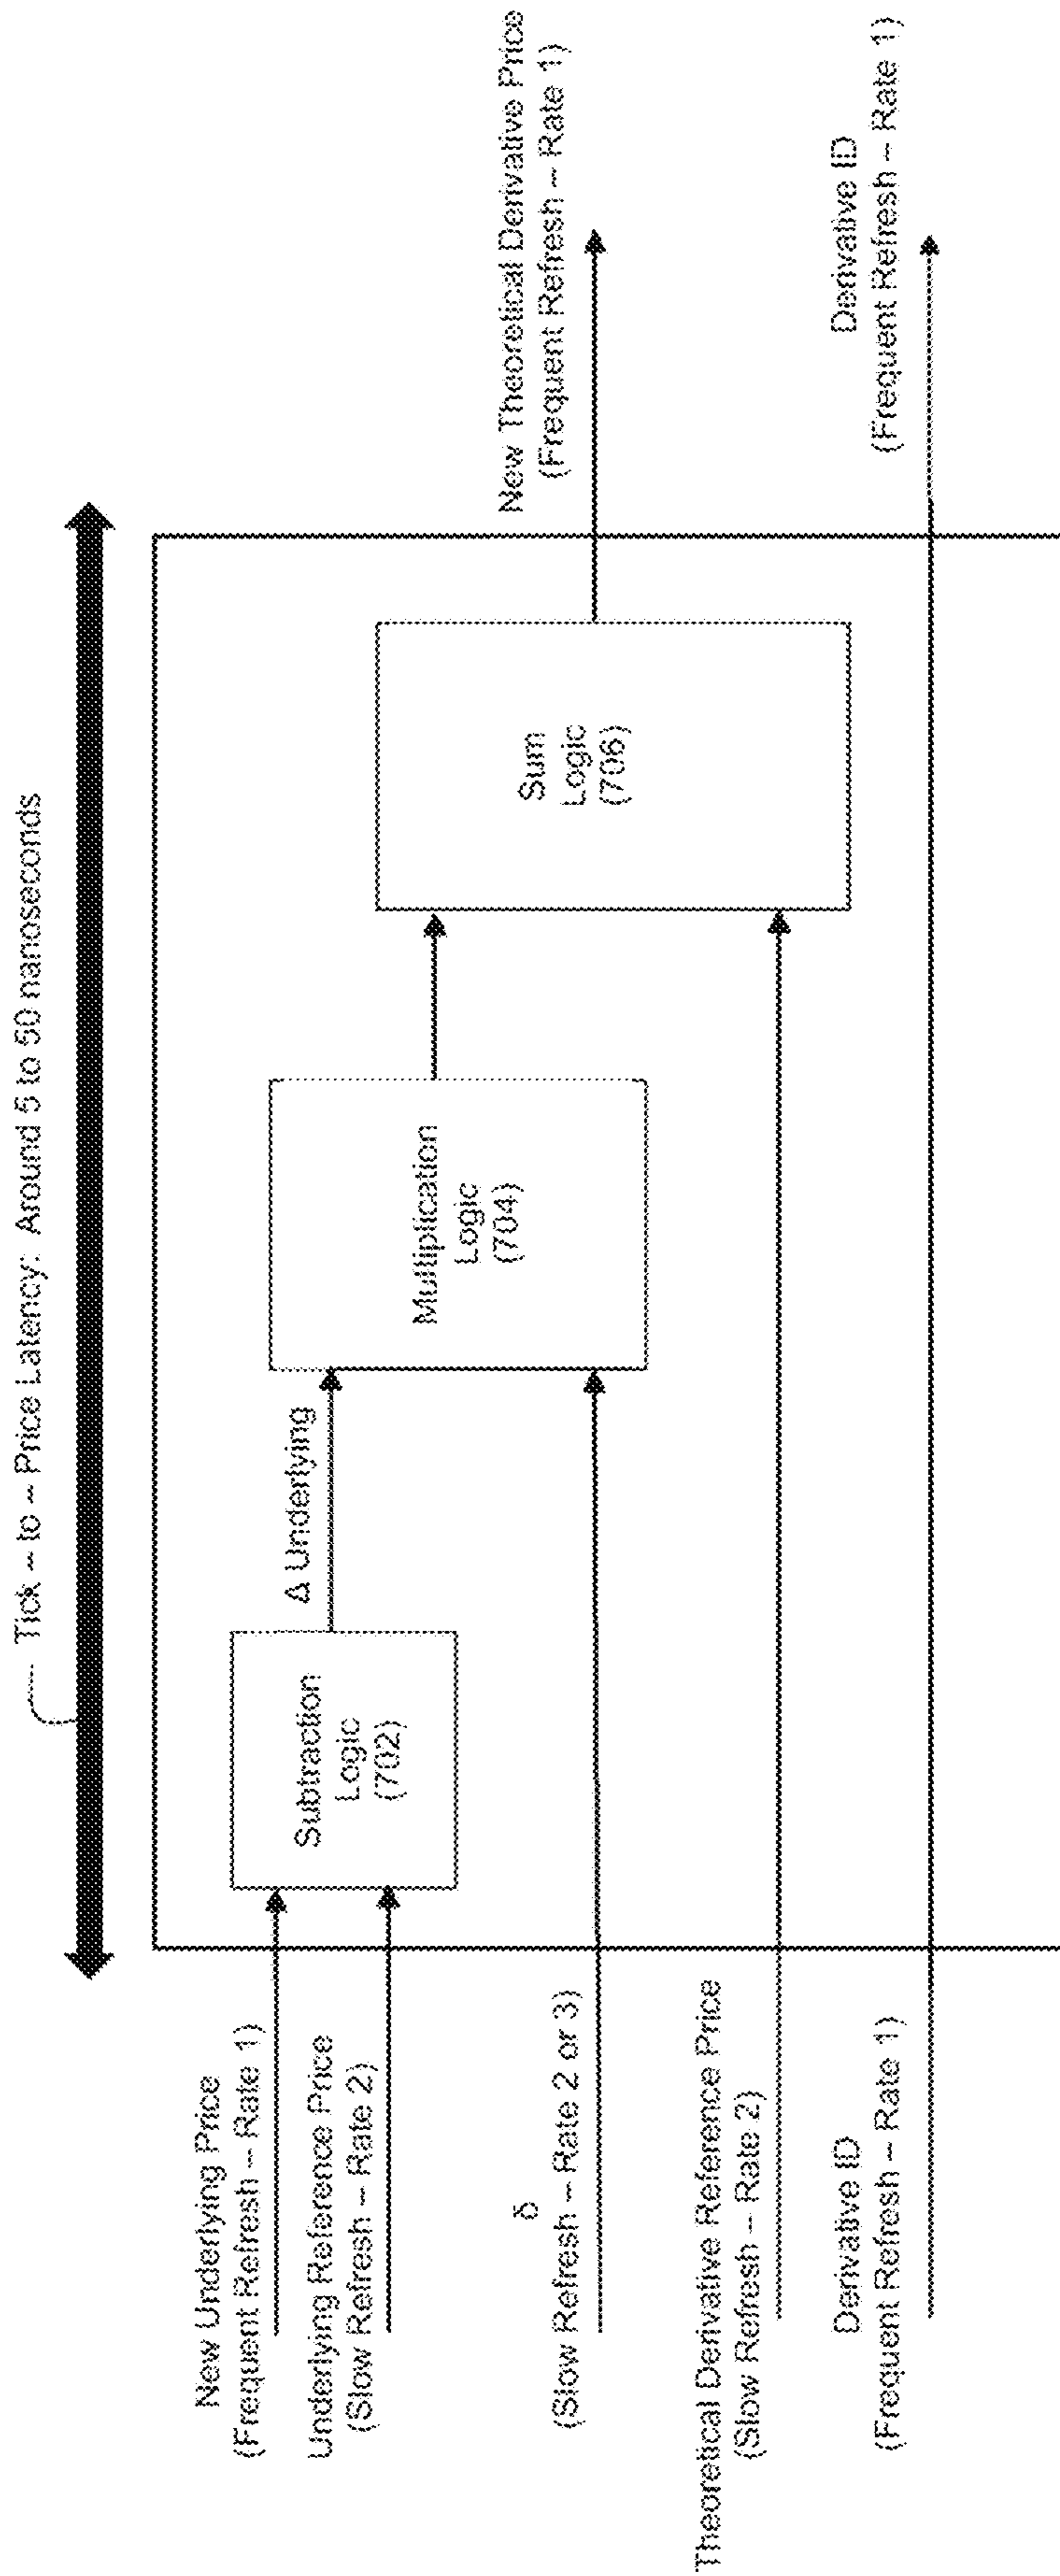 Tick – to – Price Latency: Around 5 to 50 nanoseconds
New Underlying Price
(Frequent Refresh – Rate 1)
Underlying Reference Price
(Slow Refresh – Rate 2)
δ
(Slow Refresh – Rate 2 or 3)
Theoretical Derivative Reference Price
(Slow Refresh – Rate 2)
Derivative ID
(Frequent Refresh – Rate 1)
Subtraction
Logic
(702)
Δ Underlying
Multiplication
Logic
(704)
Sum
Logic
(706)
New Theoretical Derivative Price
(Frequent Refresh – Rate 1)
Derivative ID
(Frequent Refresh – Rate 1)